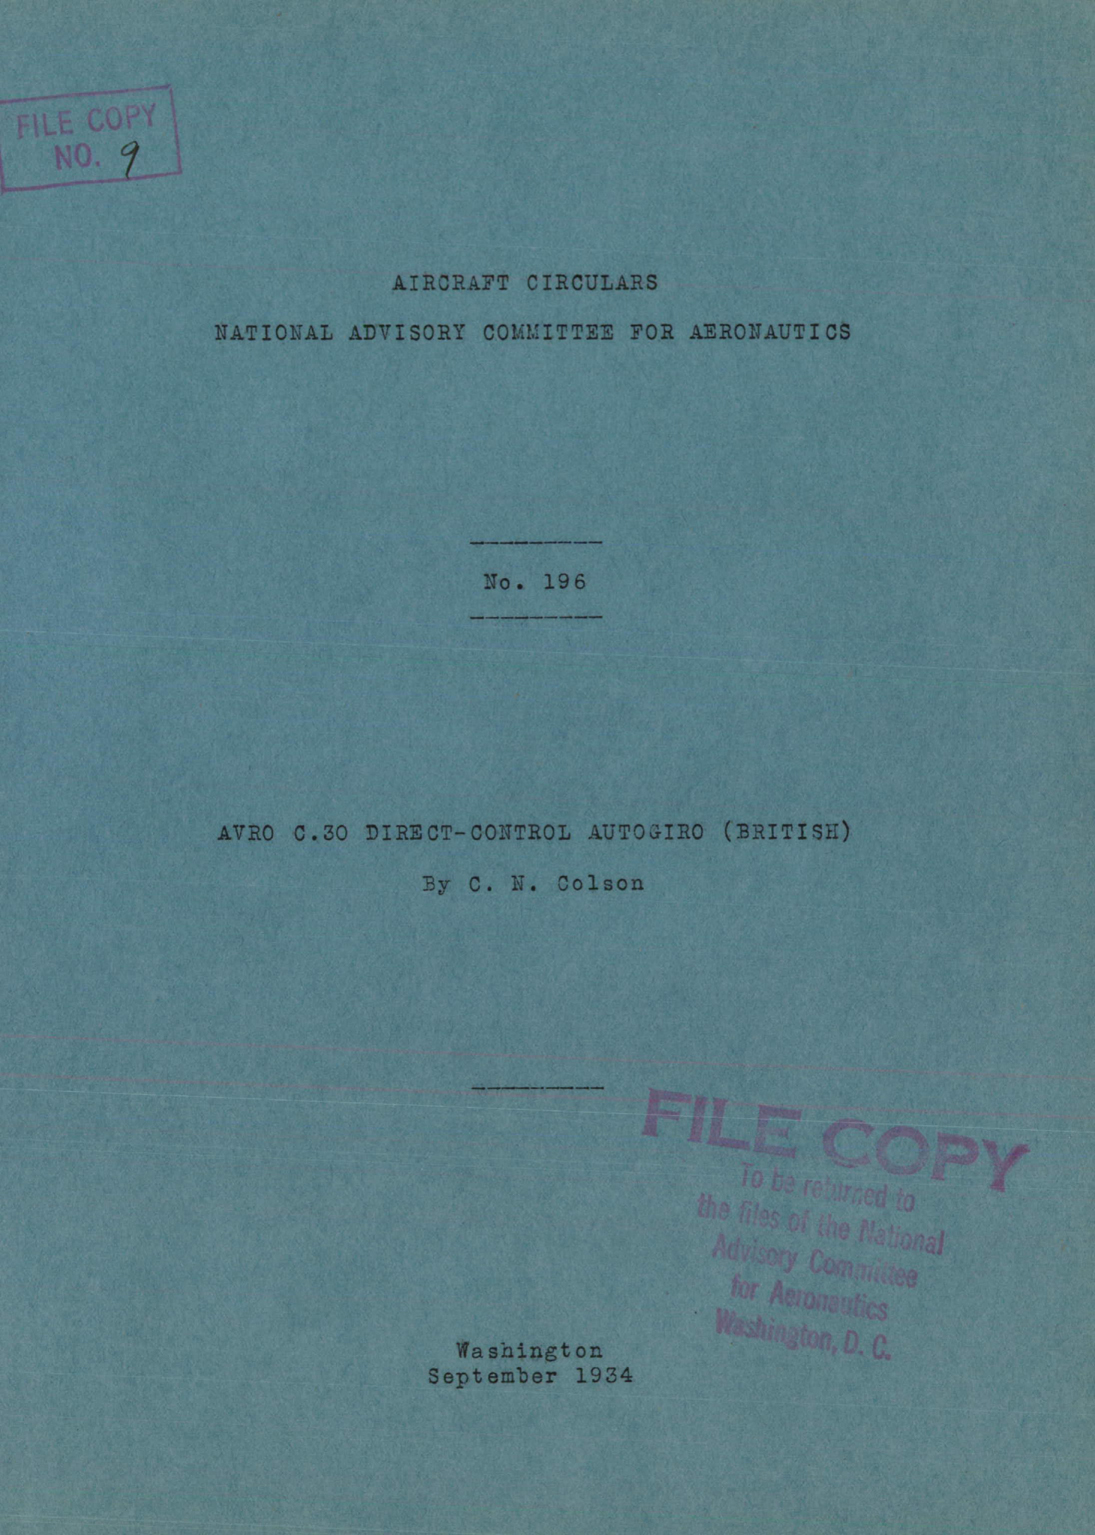 FILE COPY
NO. 9
AIRCRAFT CIRCULARS
NATIONAL ADVISORY COMMITTEE FOR AERONAUTICS
No. 196
AVRO C.30 DIRECT-CONTROL AUTOGIRO (BRITISH)
By C. N. Colson
FILE COPY
To be returned to
the files of the National
Advisory Committee
for Aeronautics
Washington, D. C.
Washington
September 1934